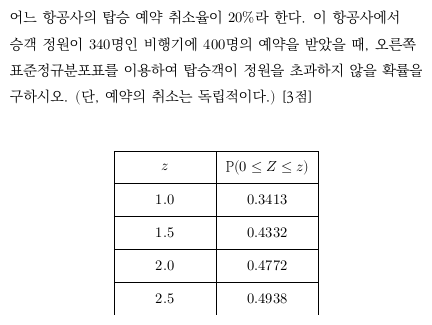 어느 항공사의 탑승 예약 취소율이 20%라 한다. 이 항공사에서
승객 정원이 340명인 비행기에 400명의 예약을 받았을 때, 오른쪽
표준정규분포표를 이용하여 탑승객이 정원을 초과하지 않을 확률을
구하시오. (단, 예약의 취소는 독립적이다.) [3점]
z P(0 ≤ Z ≤ z)
1.0 0.3413
1.5 0.4332
2.0 0.4772
2.5 0.4938